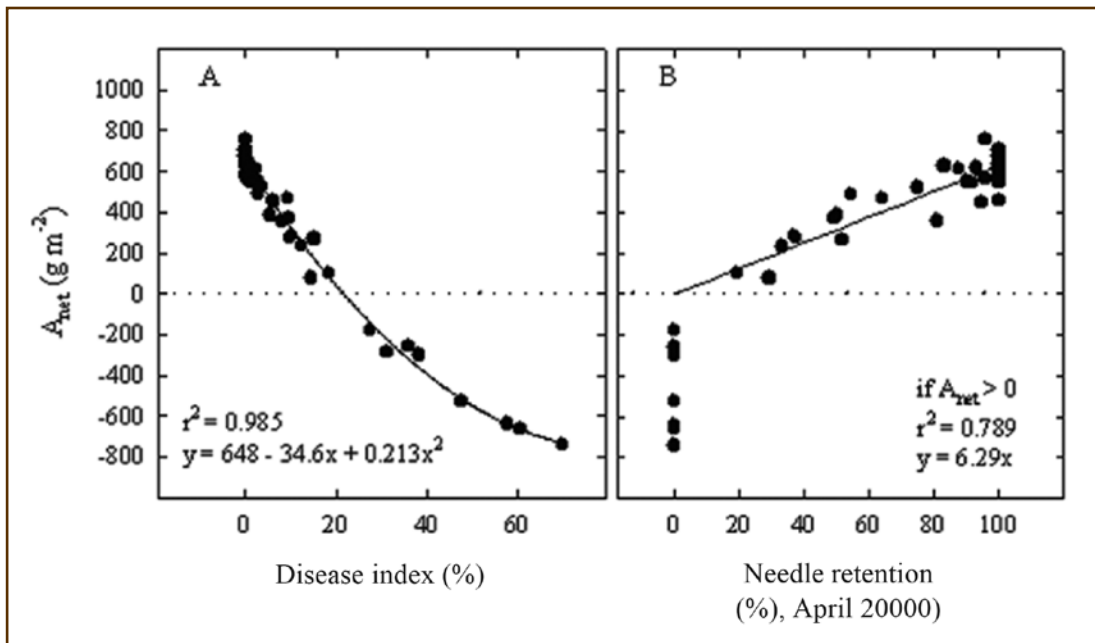 A
B
A_net (g m⁻²)
1000
800
600
400
200
0
-200
-400
-600
-800
r² = 0.985
y = 648 - 34.6x + 0.213x²
if A_net > 0
r² = 0.789
y = 6.29x
0 20 40 60
0 20 40 60 80 100
Disease index (%)
Needle retention
(%), April 20000)